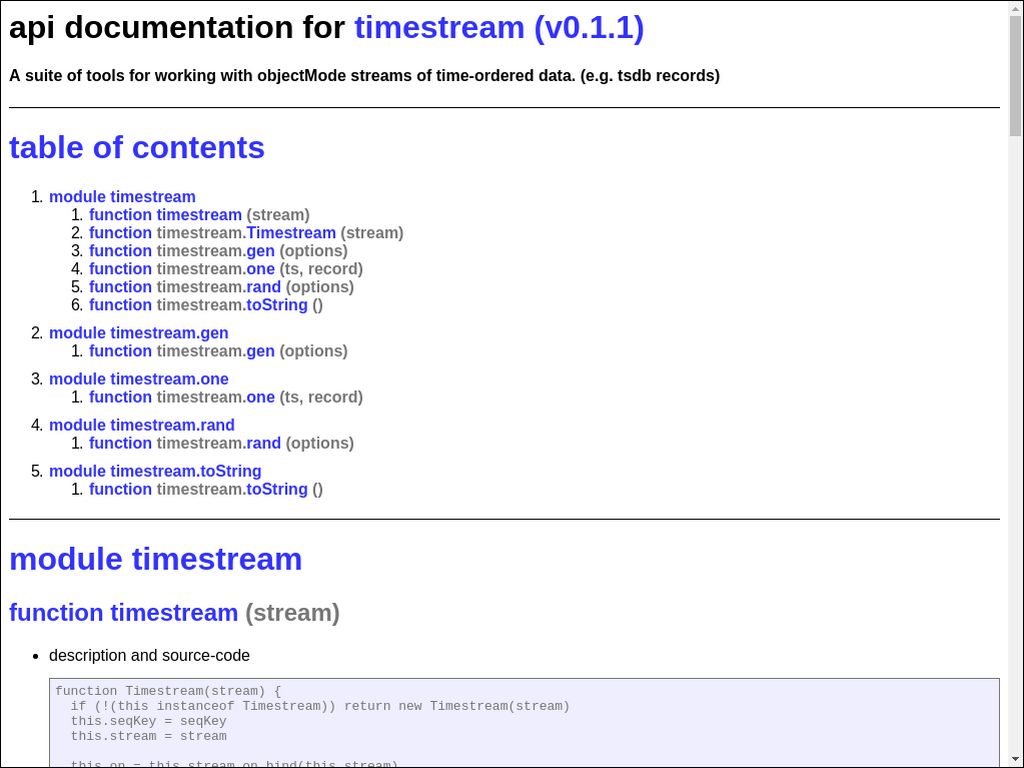 api documentation for timestream (v0.1.1)
A suite of tools for working with objectMode streams of time-ordered data. (e.g. tsdb records)
table of contents
1. module timestream
1. function timestream (stream)
2. function timestream.Timestream (stream)
3. function timestream.gen (options)
4. function timestream.one (ts, record)
5. function timestream.rand (options)
6. function timestream.toString ()
2. module timestream.gen
1. function timestream.gen (options)
3. module timestream.one
1. function timestream.one (ts, record)
4. module timestream.rand
1. function timestream.rand (options)
5. module timestream.toString
1. function timestream.toString ()
module timestream
function timestream (stream)
• description and source-code
function Timestream(stream) {
  if (!(this instanceof Timestream)) return new Timestream(stream)
  this.seqKey = seqKey
  this.stream = stream
  this.on = this.stream.on.bind(this.stream)